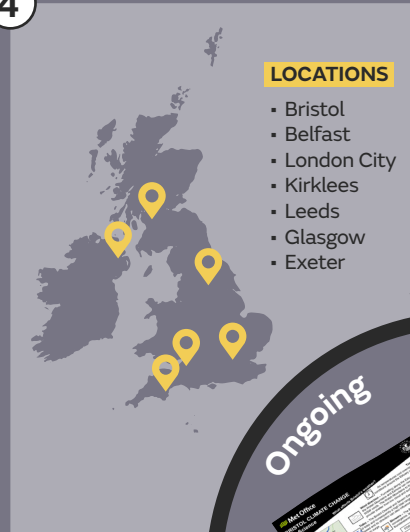 4
LOCATIONS
▪ Bristol
▪ Belfast
▪ London City
▪ Kirklees
▪ Leeds
▪ Glasgow
▪ Exeter
Ongoing
Met Office
BRISTOL CLIMATE CHANGE